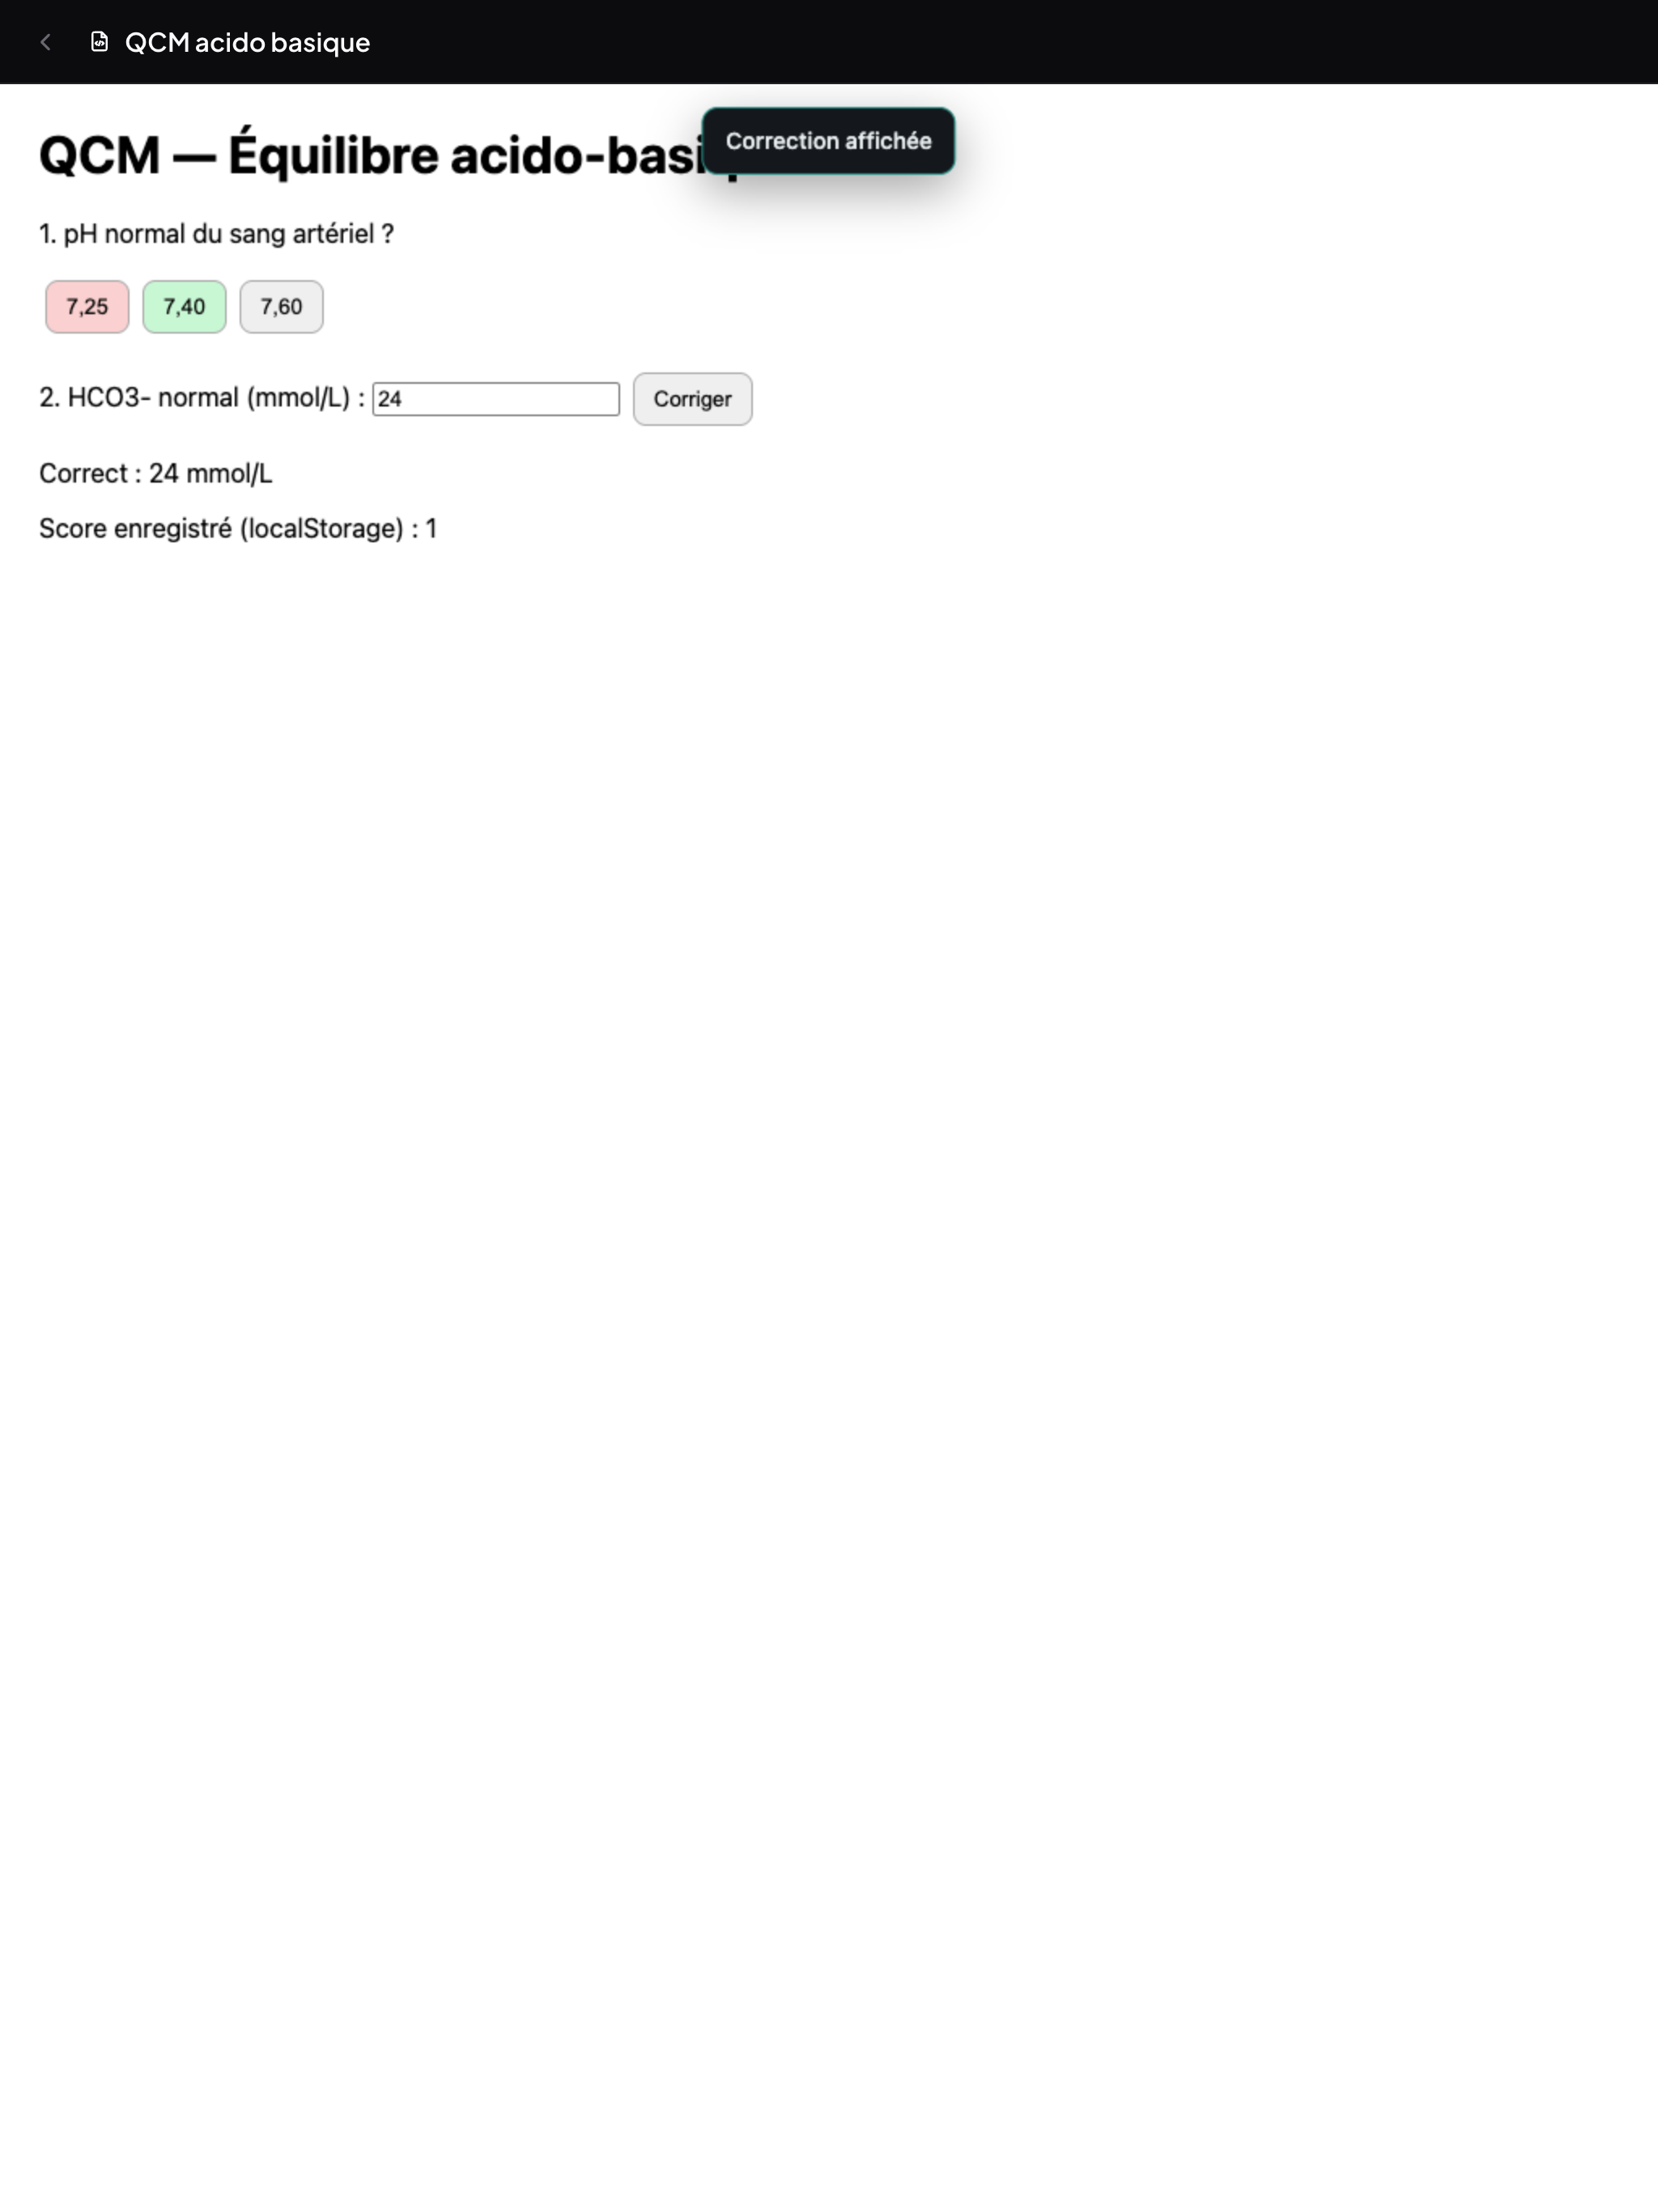 QCM acido basique
Correction affichée
QCM — Équilibre acido-basi
1. pH normal du sang artériel ?
7,25 7,40 7,60
2. HCO3- normal (mmol/L) : 24 Corriger
Correct : 24 mmol/L
Score enregistré (localStorage) : 1